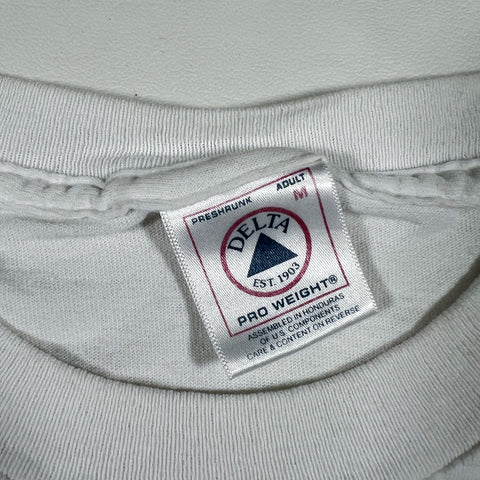 PRESHRUNK ADULT
M
DELTA
EST. 1903
PRO WEIGHT®
ASSEMBLED IN HONDURAS
OF U.S. COMPONENTS
CARE & CONTENT ON REVERSE